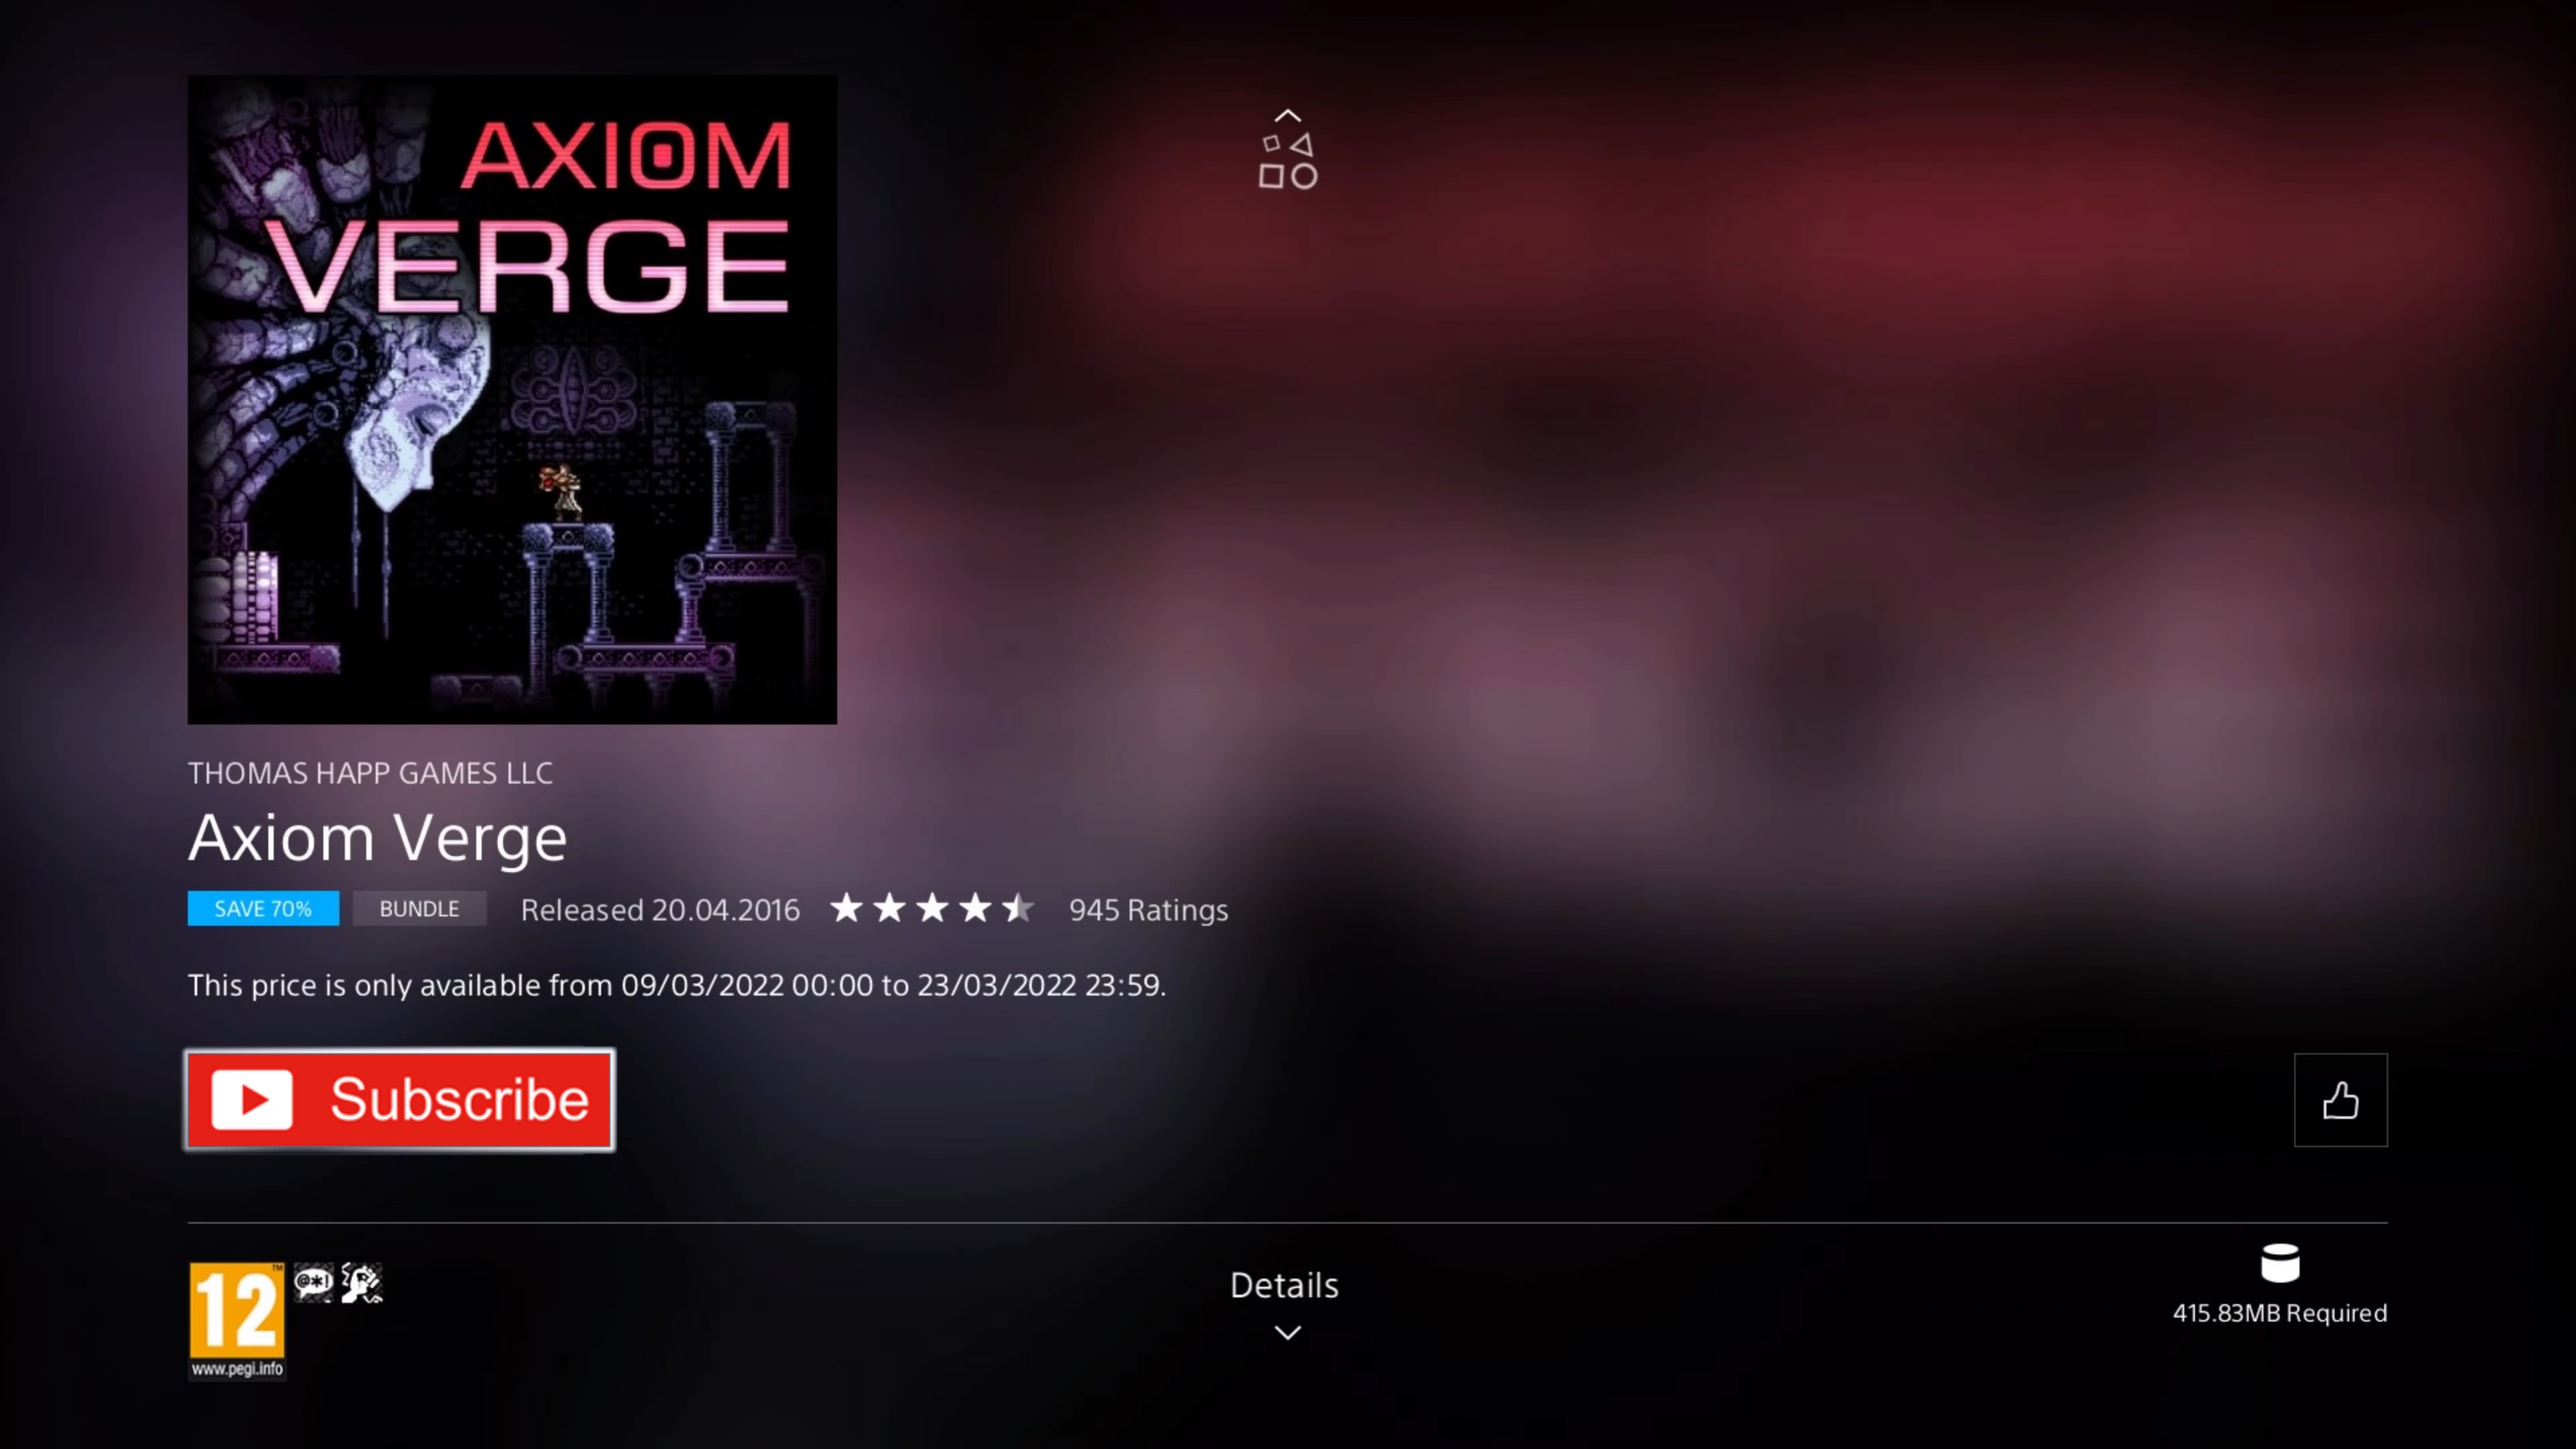 AXIOM
VERGE
THOMAS HAPP GAMES LLC
Axiom Verge
SAVE 70% BUNDLE Released 20.04.2016 945 Ratings
This price is only available from 09/03/2022 00:00 to 23/03/2022 23:59.
Subscribe
12 TM @*!
www.pegi.info
Details
415.83MB Required